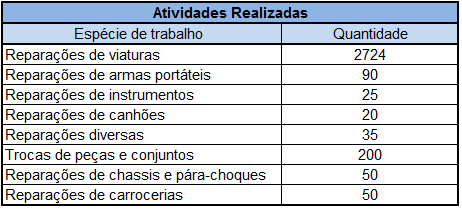 Atividades Realizadas
Espécie de trabalho Quantidade
Reparações de viaturas 2724
Reparações de armas portáteis 90
Reparações de instrumentos 25
Reparações de canhões 20
Reparações diversas 35
Trocas de peças e conjuntos 200
Reparações de chassis e pára-choques 50
Reparações de carrocerias 50